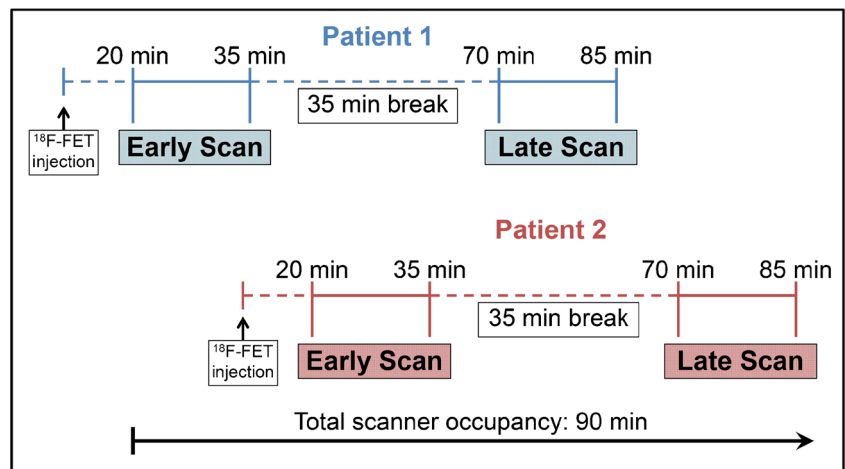 Patient 1
20 min 35 min 70 min 85 min
35 min break
18F-FET
injection
Early Scan Late Scan
Patient 2
20 min 35 min 70 min 85 min
35 min break
18F-FET
injection
Early Scan Late Scan
Total scanner occupancy: 90 min